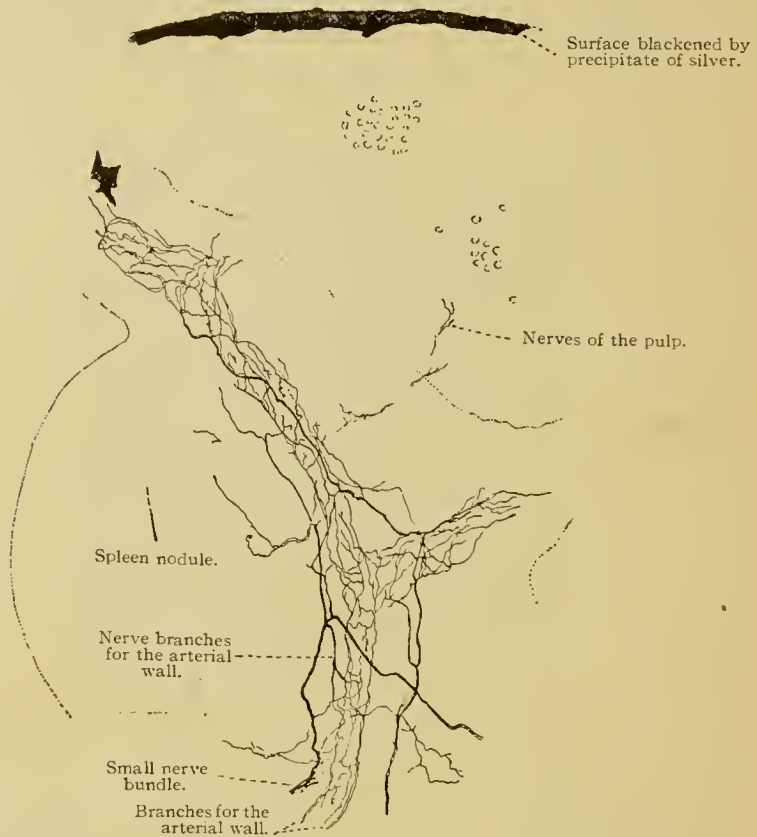 Surface blackened by
precipitate of silver.
Nerves of the pulp.
Spleen nodule.
Nerve branches
for the arterial
wall.
Small nerve
bundle.
Branches for the
arterial wall.